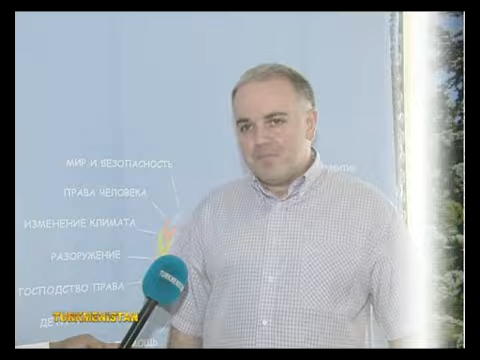 МИР И БЕЗОПАСНОСТЬ
ПРАВА ЧЕЛОВЕКА
ИЗМЕНЕНИЕ КЛИМАТА
РАЗОРУЖЕНИЕ
ГОСПОДСТВО ПРАВА
TURKMENISTAN